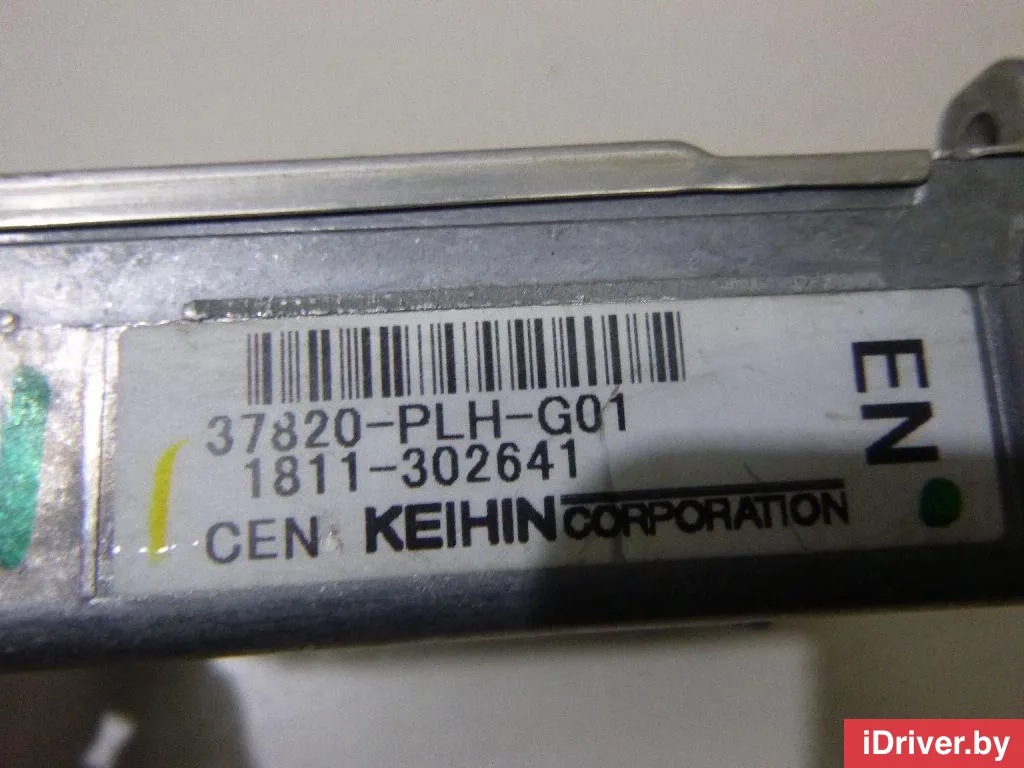 37820-PLH-G01
1811-302641
CEN KEIHIN CORPORATION
EN
iDriver.by